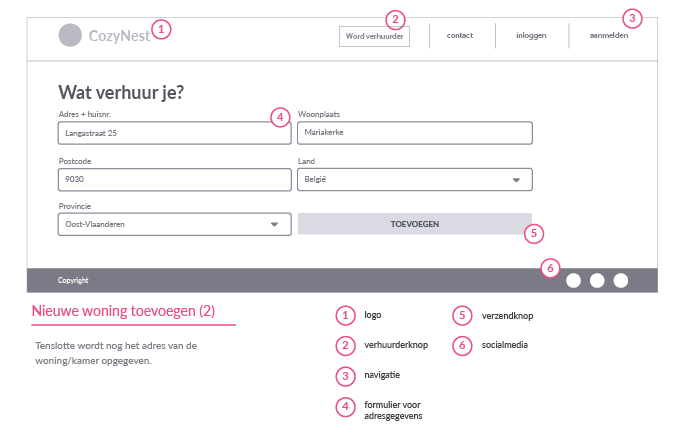 CozyNest 1
Word verhuurder 2
contact
inloggen
aanmelden 3
Wat verhuur je?
Adres + huisnr. 4
Woonplaats
Langastraat 25
Mariakerke
Postcode
Land
9030
België
Provincie
Oost-Vlaanderen
TOEVOEGEN 5
Copyright
6
Nieuwe woning toevoegen (2)
Tenslotte wordt nog het adres van de
woning/kamer opgegeven.
1 logo
2 verhuurderknop
3 navigatie
4 formulier voor
adresgegevens
5 verzendknop
6 socialmedia